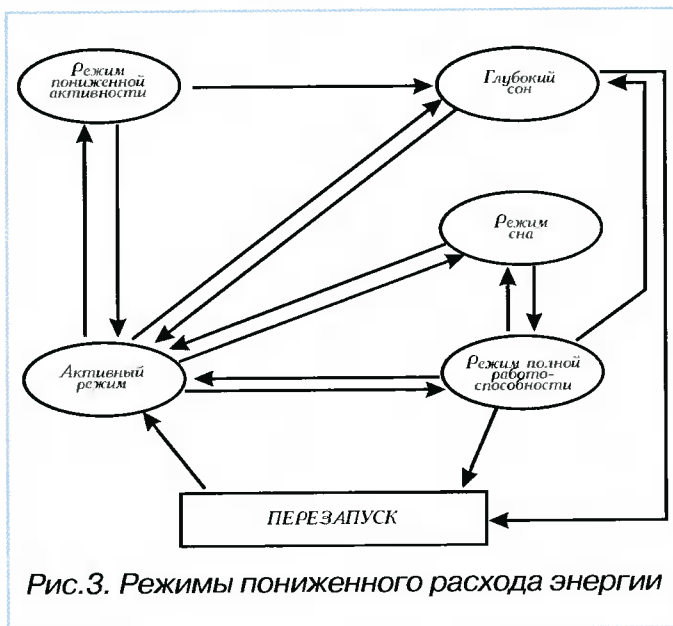 Режим
пониженной
активности
Глубокий
сон
Режим
сна
Активный
режим
Режим полной
работо-
способности
ПЕРЕЗАПУСК
Рис.3. Режимы пониженного расхода энергии